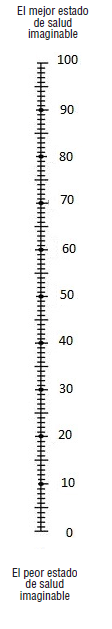 El mejor estado
de salud
imaginable
100
90
80
70
60
50
40
30
20
10
0
El peor estado
de salud
imaginable